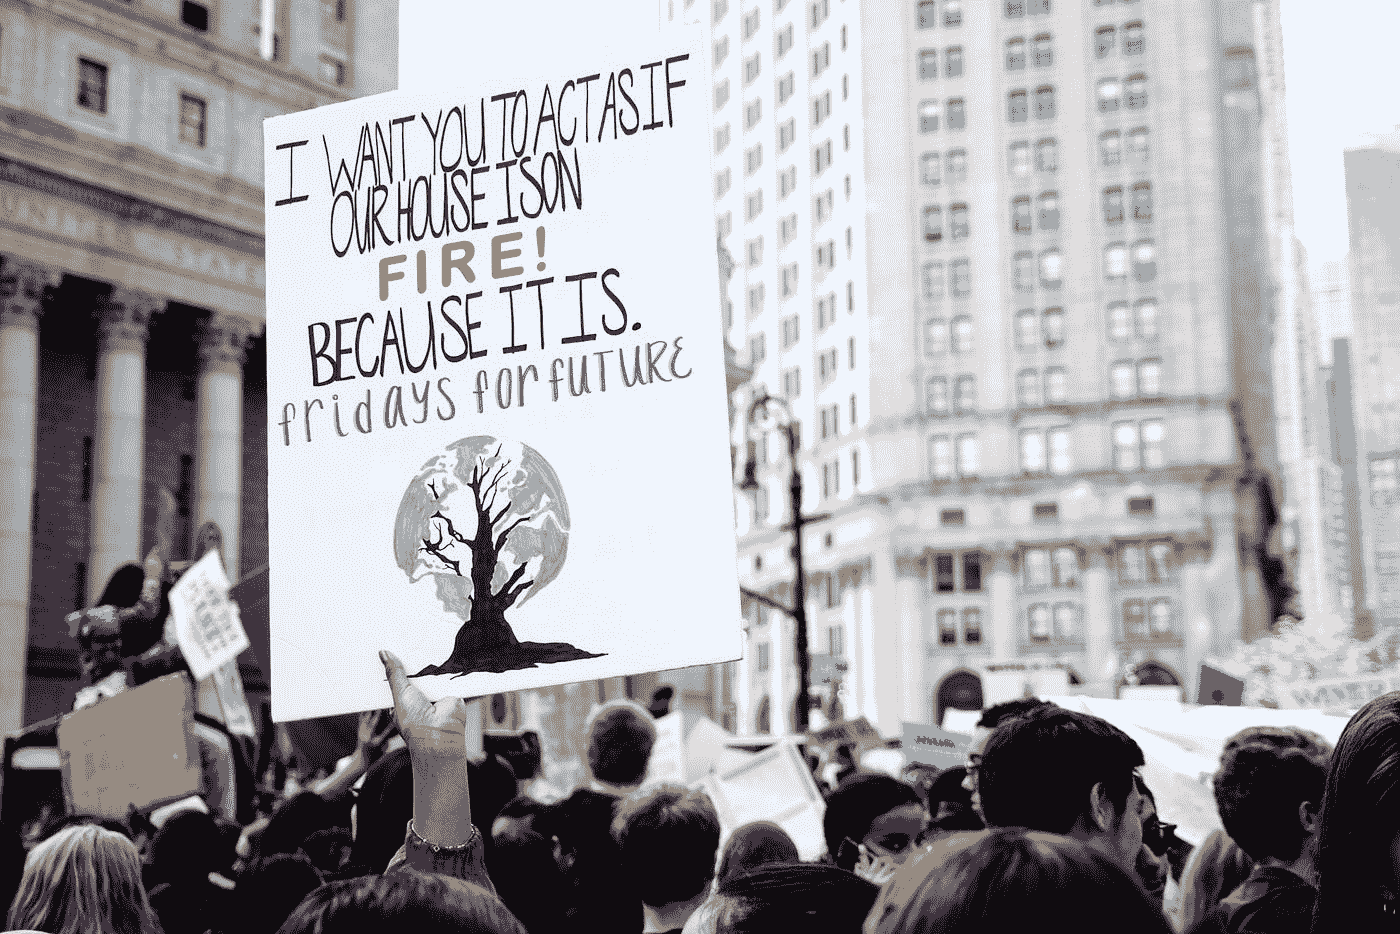 I WANT YOU TO ACT AS IF
OUR HOUSE IS ON
FIRE!
BECAUSE IT IS.
fridays for fUTURE